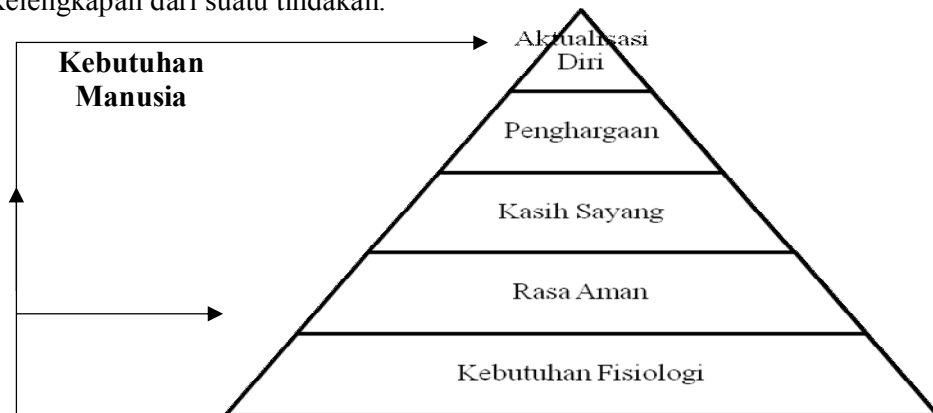 kelengkapan dari suatu tindakan.
Kebutuhan
Manusia
Aktualisasi
Diri
Penghargaan
Kasih Sayang
Rasa Aman
Kebutuhan Fisiologi